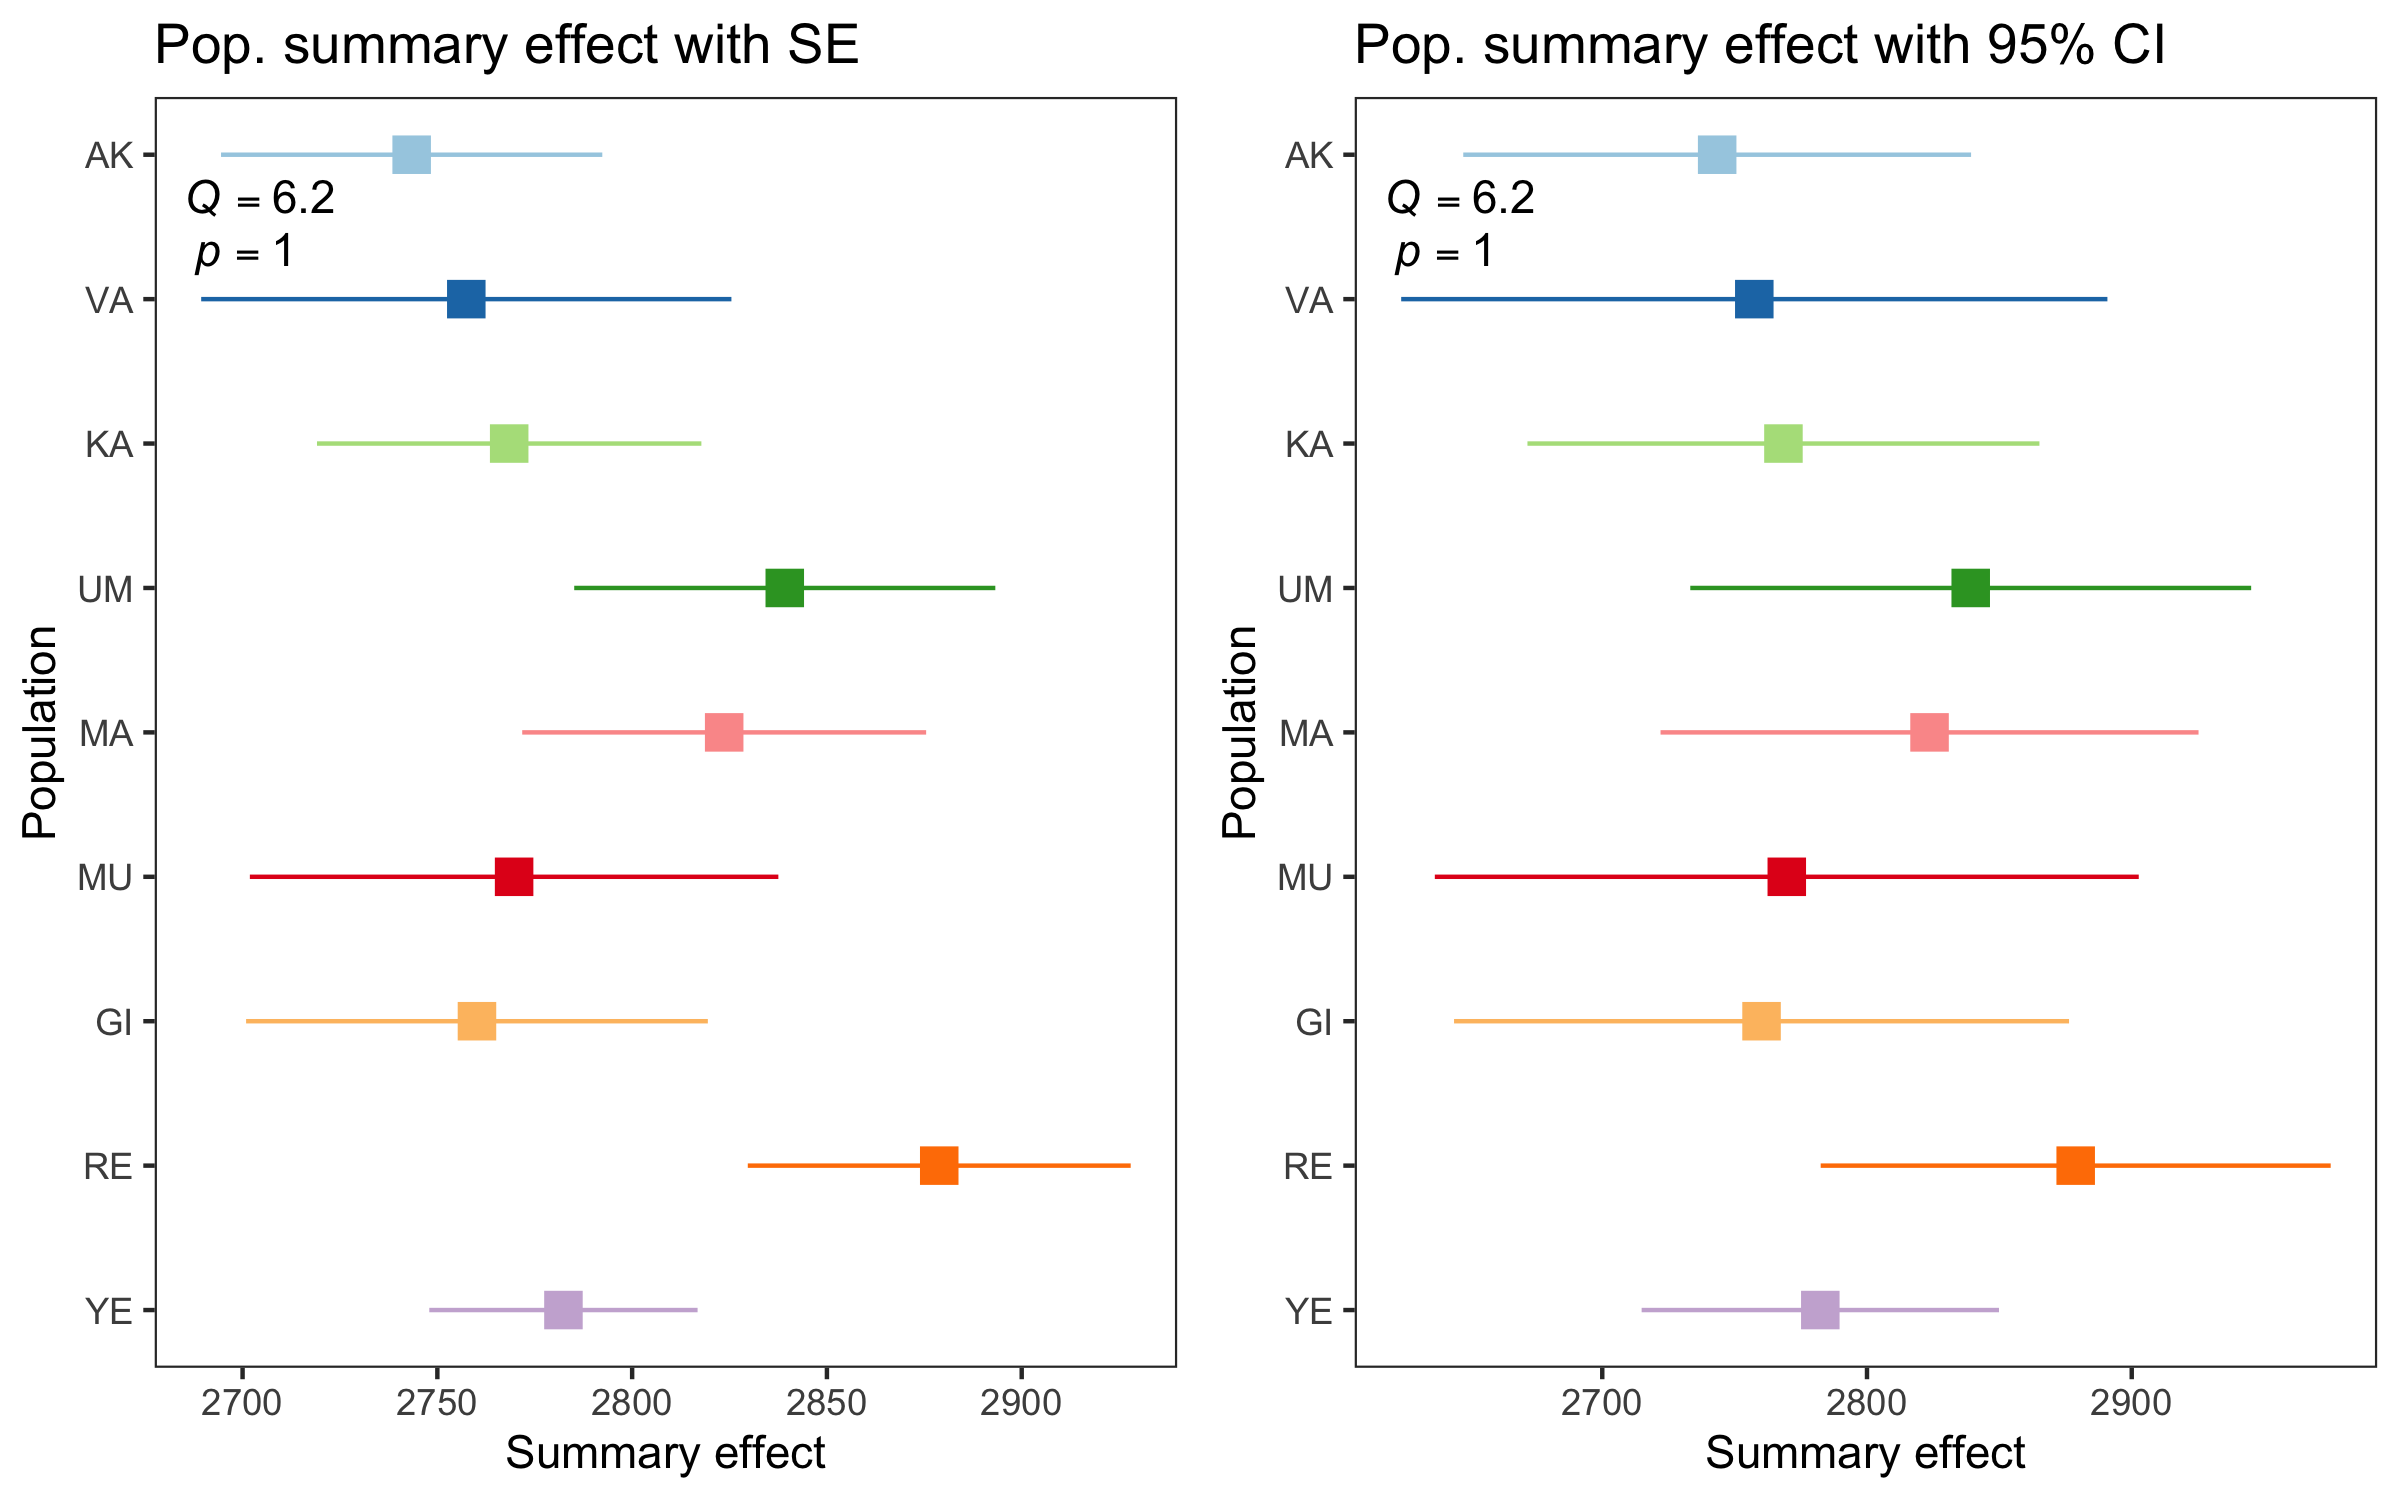 Pop. summary effect with SE
Q = 6.2
p = 1
AK
VA
KA
UM
MA
MU
GI
RE
YE
Population
2700 2750 2800 2850 2900
Summary effect
Pop. summary effect with 95% CI
Q = 6.2
p = 1
AK
VA
KA
UM
MA
MU
GI
RE
YE
Population
2700 2800 2900
Summary effect